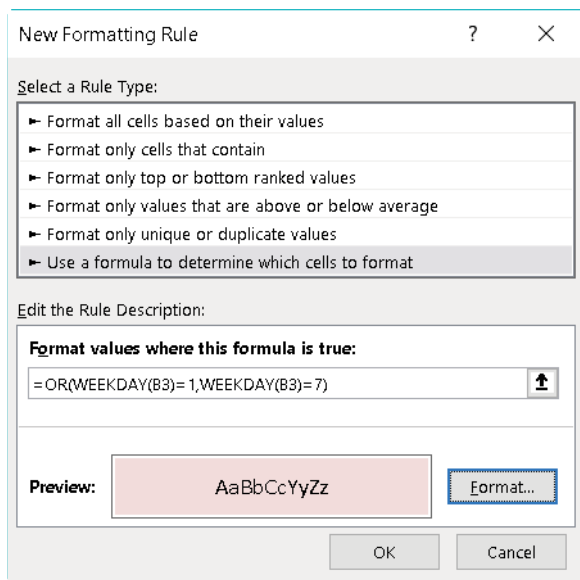 New Formatting Rule ?
Select a Rule Type:
► Format all cells based on their values
► Format only cells that contain
► Format only top or bottom ranked values
► Format only values that are above or below average
► Format only unique or duplicate values
► Use a formula to determine which cells to format
Edit the Rule Description:
Format values where this formula is true:
=OR(WEEKDAY(B3)=1,WEEKDAY(B3)=7)
Preview: AaBbCcYyZz Format...
OK Cancel